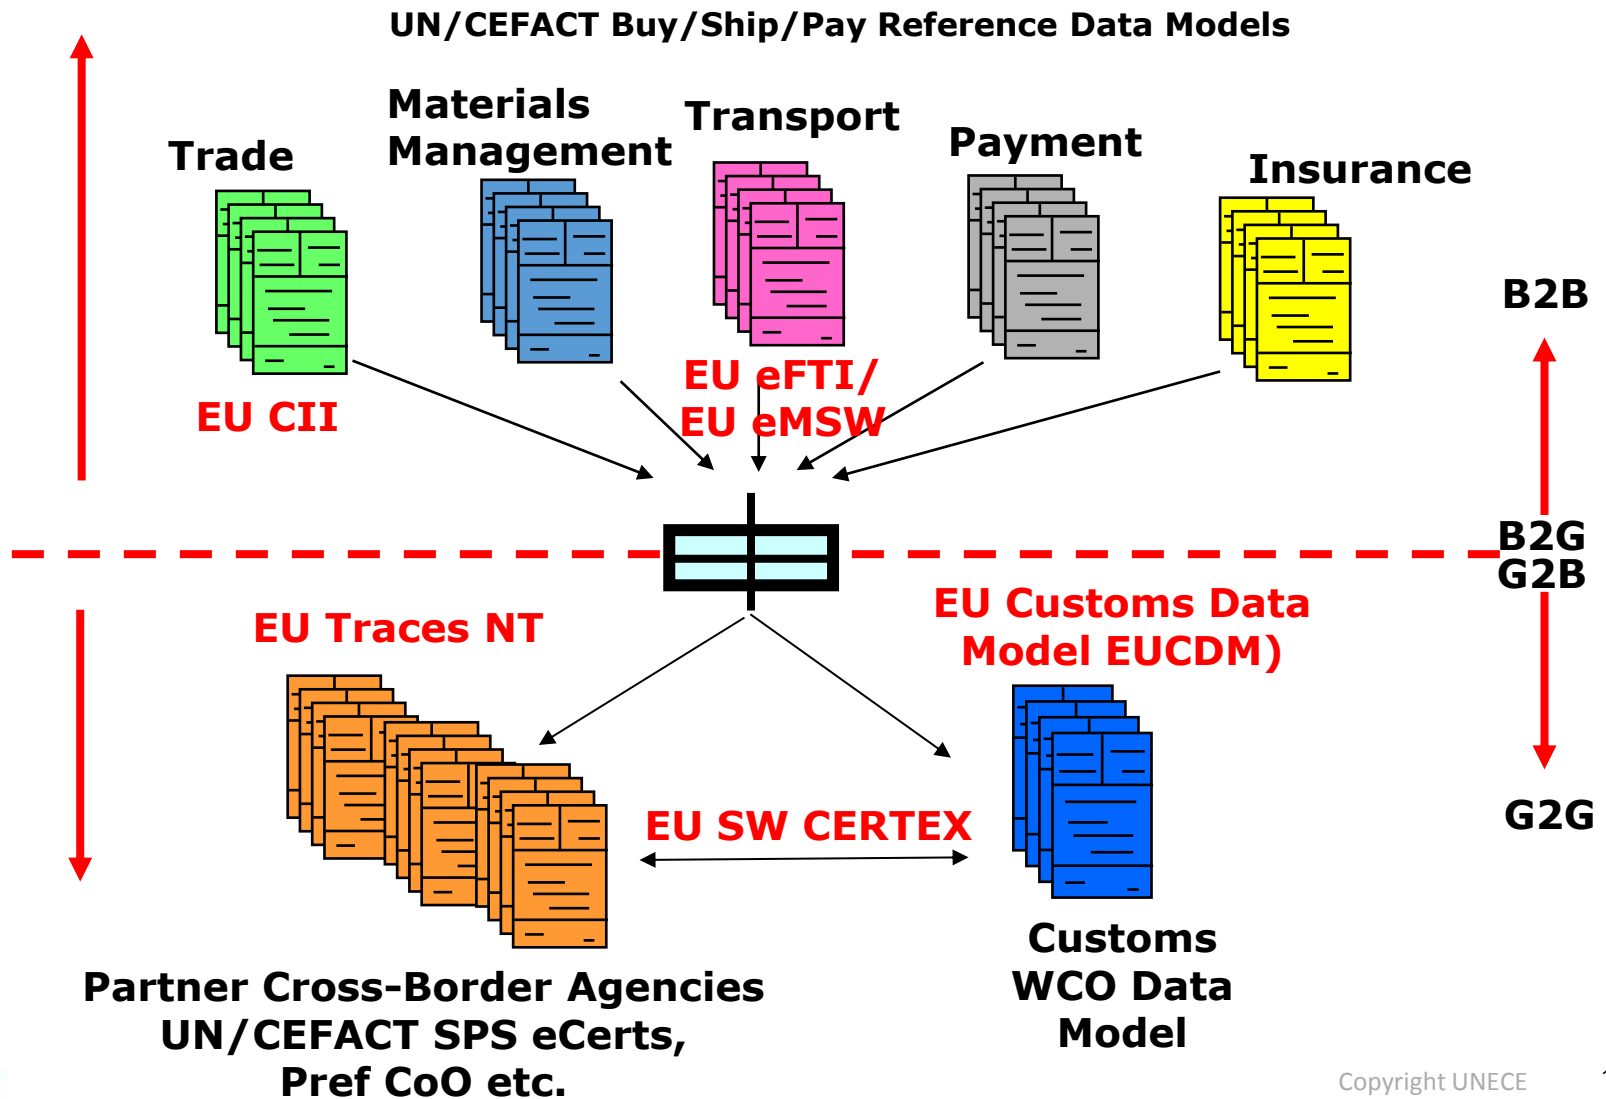 UN/CEFACT Buy/Ship/Pay Reference Data Models
Trade
Materials
Management
Transport
Payment
Insurance
B2B
EU CII
EU eFTI/
EU eMSW
B2G
G2B
EU Traces NT
EU Customs Data
Model EUCDM)
EU SW CERTEX
G2G
Partner Cross-Border Agencies
UN/CEFACT SPS eCerts,
Pref CoO etc.
Customs
WCO Data
Model
Copyright UNECE